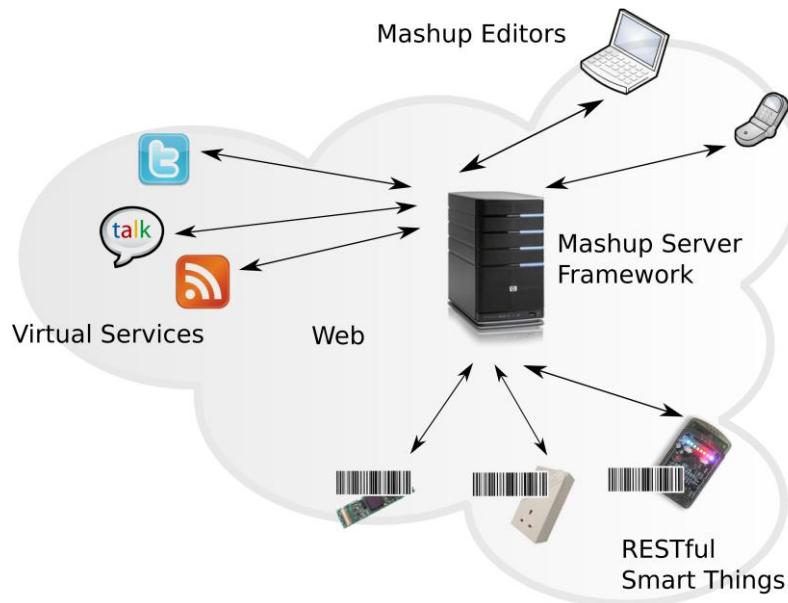 Mashup Editors
t
talk
Mashup Server
Framework
Virtual Services
Web
RESTful
Smart Things